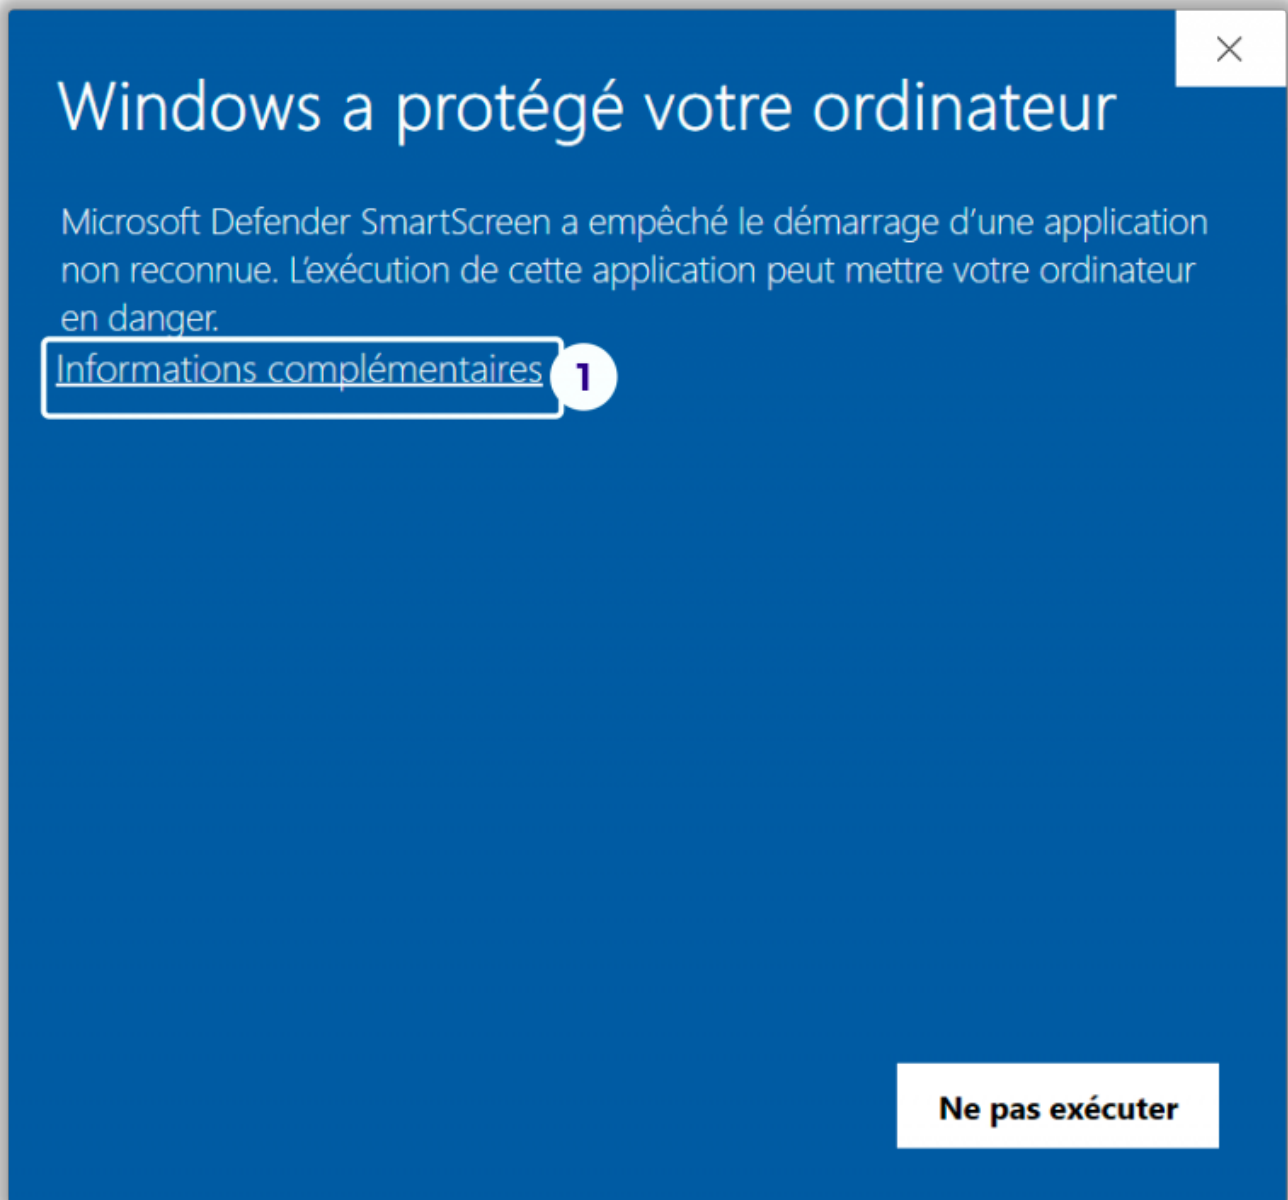 Windows a protégé votre ordinateur
Microsoft Defender SmartScreen a empêché le démarrage d’une application
non reconnue. L’exécution de cette application peut mettre votre ordinateur
en danger.
Informations complémentaires
1
Ne pas exécuter